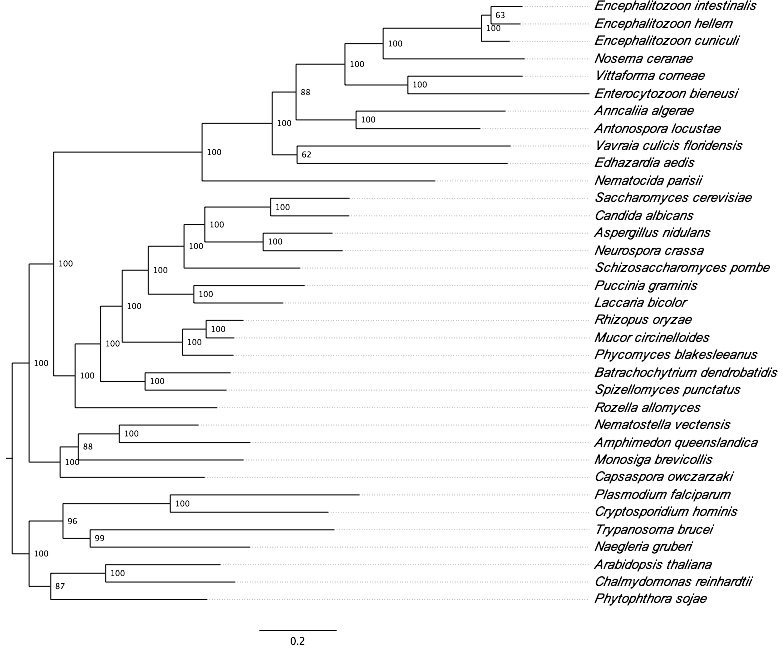 Encephalitozoon intestinalis
63
Encephalitozoon hellem
100
Encephalitozoon cuniculi
100
Nosema ceranae
100
Vittaforma corneae
100
Enterocytozoon bieneusi
88
Anncaliia algerae
100
Antonospora locustae
100
Vavraia culicis floridensis
62
Edhazardia aedis
100
Nematocida parisii
Saccharomyces cerevisiae
100
Candida albicans
100
Aspergillus nidulans
100
Neurospora crassa
100
Schizosaccharomyces pombe
100
100
Puccinia graminis
100
Laccaria bicolor
100
Rhizopus oryzae
100
Mucor circinelloides
100
100
Phycomyces blakesleeanus
100
Batrachochytrium dendrobatidis
100
100
Spizellomyces punctatus
Rozella allomyces
Nematostella vectensis
100
Amphimedon queenslandica
88
Monosiga brevicollis
100
Capsaspora owczarzaki
Plasmodium falciparum
100
Cryptosporidium hominis
96
Trypanosoma brucei
99
Naegleria gruberi
100
Arabidopsis thaliana
100
Chalmydomonas reinhardtii
87
Phytophthora sojae
0.2